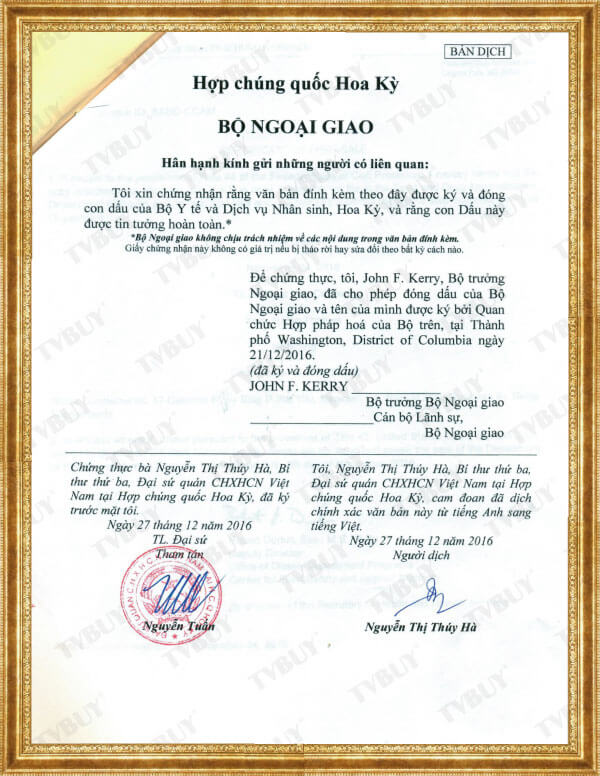 BẢN DỊCH
Hợp chúng quốc Hoa Kỳ
BỘ NGOẠI GIAO
Hân hạnh kính gửi những người có liên quan:
Tôi xin chứng nhận rằng văn bản đính kèm theo đây được ký và đóng
con dấu của Bộ Y tế và Dịch vụ Nhân sinh, Hoa Kỳ, và rằng con Dấu này
được tin tưởng hoàn toàn.*
*Bộ Ngoại giao không chịu trách nhiệm về các nội dung trong văn bản đính kèm.
Giấy chứng nhận này không có giá trị nếu bị tháo rời hay sửa đổi theo bất kỳ cách nào.
Để chứng thực, tôi, John F. Kerry, Bộ trưởng
Ngoại giao, đã cho phép đóng dấu của Bộ
Ngoại giao và tên của mình được ký bởi Quan
chức Hợp pháp hoá của Bộ trên, tại Thành
phố Washington, District of Columbia ngày
21/12/2016.
(đã ký và đóng dấu)
JOHN F. KERRY
Bộ trưởng Bộ Ngoại giao
Cán bộ Lãnh sự,
Bộ Ngoại giao
Chứng thực bà Nguyễn Thị Thúy Hà, Bí
thư thứ ba, Đại sứ quán CHXHCN Việt
Nam tại Hợp chúng quốc Hoa Kỳ, đã ký
trước mặt tôi.
Ngày 27 tháng 12 năm 2016
TL. Đại sứ
Tham tán
Nguyễn Tuấn
Tôi, Nguyễn Thị Thúy Hà, Bí thư thứ ba,
Đại sứ quán CHXHCN Việt Nam tại Hợp
chúng quốc Hoa Kỳ, cam đoan đã dịch
chính xác văn bản này từ tiếng Anh sang
tiếng Việt.
Ngày 27 tháng 12 năm 2016
Người dịch
Nguyễn Thị Thúy Hà
TVBUY